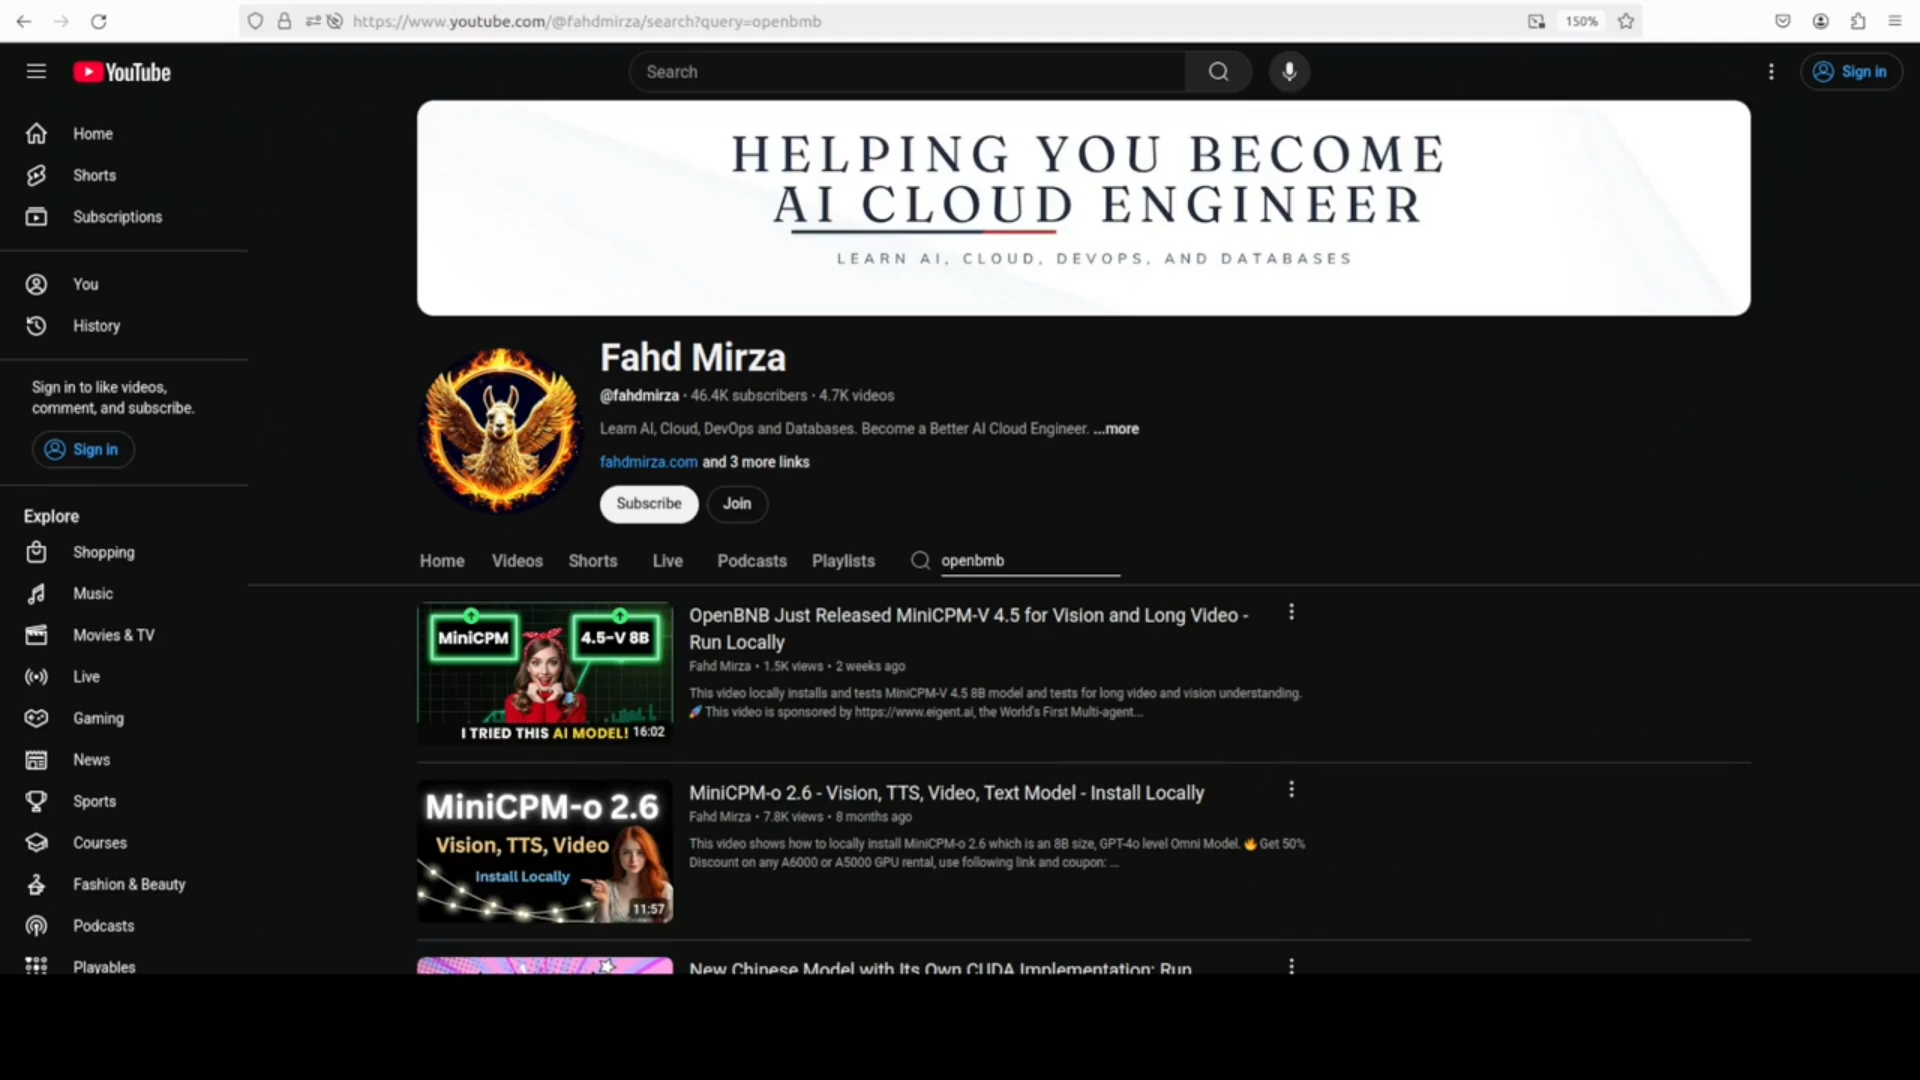 https://www.youtube.com/@fahdmirza/search?query=openbmb
150%
YouTube
Search
Sign in
Home
Shorts
Subscriptions
You
History
Sign in to like videos,
comment, and subscribe.
Sign in
Explore
Shopping
Music
Movies & TV
Live
Gaming
News
Sports
Courses
Fashion & Beauty
Podcasts
Playables
HELPING YOU BECOME
AI CLOUD ENGINEER
LEARN AI, CLOUD, DEVOPS, AND DATABASES
Fahd Mirza
@fahdmirza • 46.4K subscribers • 4.7K videos
Learn AI, Cloud, DevOps and Databases. Become a Better AI Cloud Engineer. ...more
fahdmirza.com and 3 more links
Subscribe
Join
Home Videos Shorts Live Podcasts Playlists openbmb
MiniCPM
4.5-V 8B
I TRIED THIS AI MODEL!
16:02
OpenBNB Just Released MiniCPM-V 4.5 for Vision and Long Video -
Run Locally
Fahd Mirza • 1.5K views • 2 weeks ago
This video locally installs and tests MiniCPM-V 4.5 8B model and tests for long video and vision understanding.
🚀 This video is sponsored by https://www.eigent.ai, the World's First Multi-agent...
MiniCPM-o 2.6
Vision, TTS, Video
Install Locally
11:57
MiniCPM-o 2.6 - Vision, TTS, Video, Text Model - Install Locally
Fahd Mirza • 7.8K views • 8 months ago
This video shows how to locally install MiniCPM-o 2.6 which is an 8B size, GPT-4o level Omni Model. 🔥 Get 50%
Discount on any A6000 or A5000 GPU rental, use following link and coupon: ...
New Chinese Model with Its Own CUDA Implementation: Run